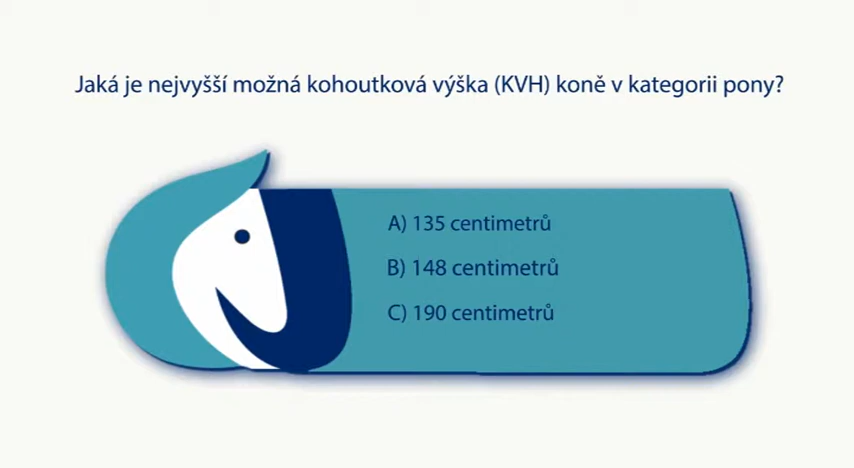 Jaká je nejvyšší možná kohoutková výška (KVH) koně v kategorii pony?
A) 135 centimetrů
B) 148 centimetrů
C) 190 centimetrů